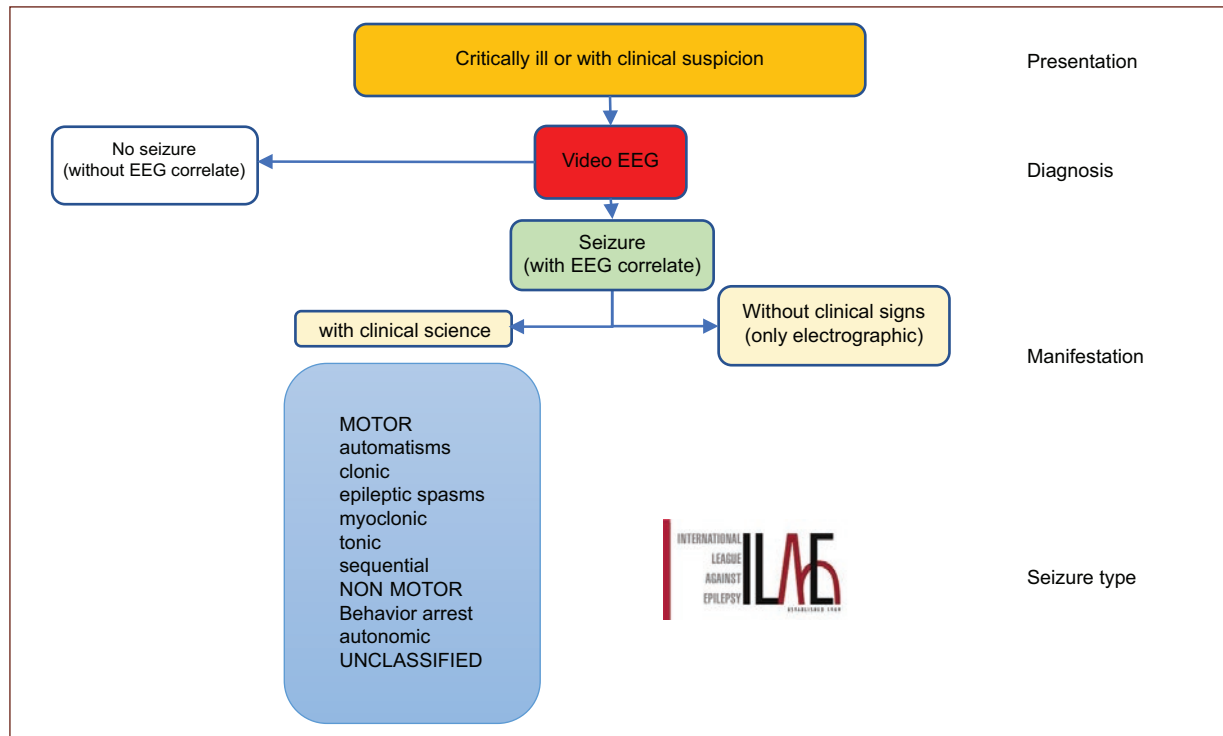 Critically ill or with clinical suspicion
Presentation
No seizure
(without EEG correlate)
Video EEG
Diagnosis
Seizure
(with EEG correlate)
with clinical science
Without clinical signs
(only electrographic)
Manifestation
MOTOR
automatisms
clonic
epileptic spasms
myoclonic
tonic
sequential
NON MOTOR
Behavior arrest
autonomic
UNCLASSIFIED
INTERNATIONAL
LEAGUE
AGAINST
EPILEPSY
ILAE
ESTABLISHED 1909
Seizure type